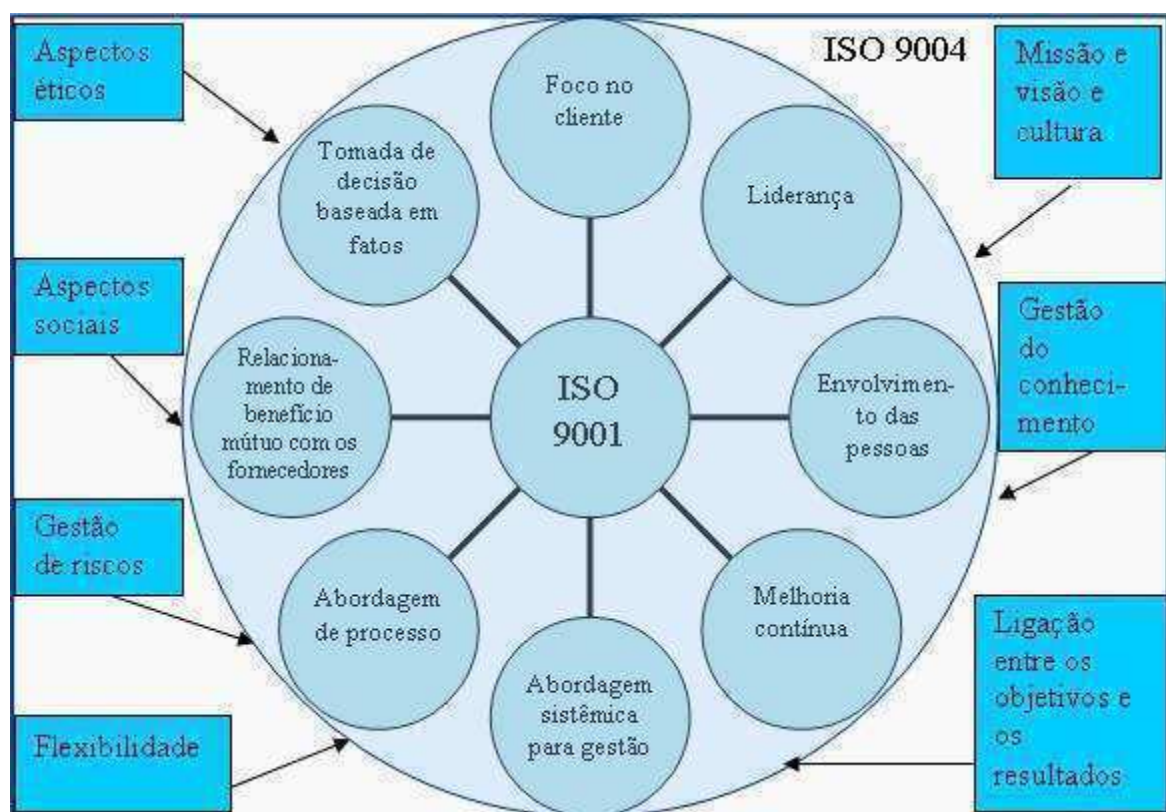 Aspectos
èticos
Foco no
cliente
ISO 9004
Missão e
visão e
cultura
Tomada de
decisão
baseada em
fatos
Liderança
Aspectos
sociais
Relaciona-
mento de
benefício
mútuo com os
fornecedores
ISO
9001
Envolvimen-
to das
pessoas
Gestão
do
conheci-
mento
Gestão
de riscos
Abordagem
de processo
Melhoria
contínua
Abordagem
sistêmica
para gestão
Ligação
entre os
objetivos e
os
resultados
Flexibilidade